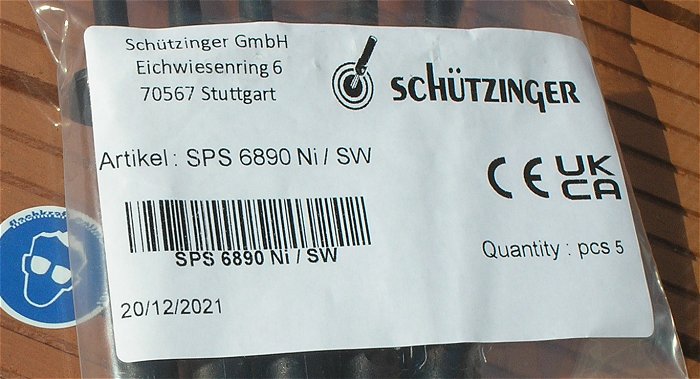 Schützinger GmbH
Eichwiesenring 6
70567 Stuttgart
SCHÜTZINGER
Artikel : SPS 6890 Ni / SW
CE UK
CA
SPS 6890 Ni / SW
Quantity : pcs 5
20/12/2021